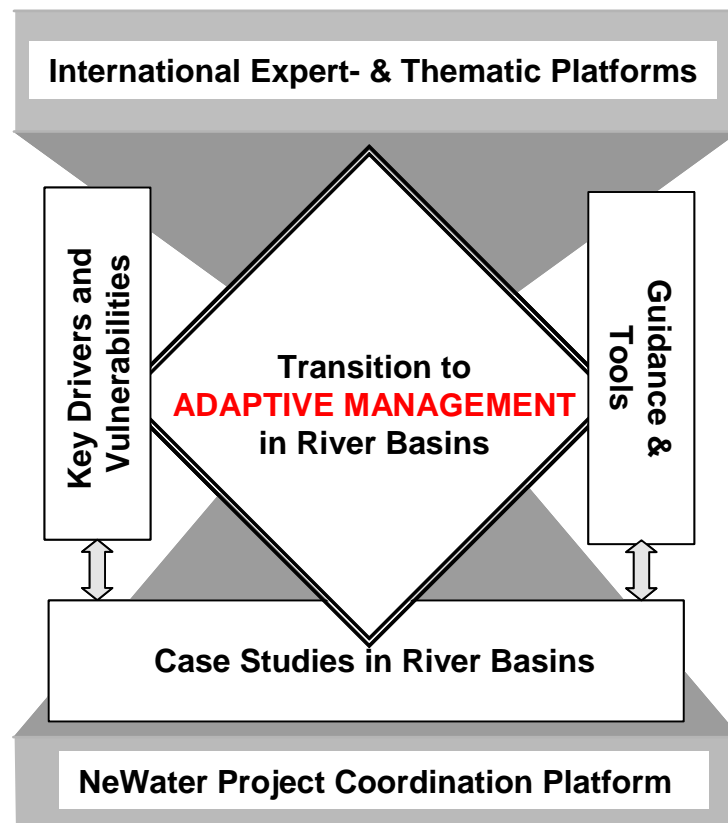 International Expert- & Thematic Platforms
Key Drivers and
Vulnerabilities
Transition to
ADAPTIVE MANAGEMENT
in River Basins
Guidance &
Tools
Case Studies in River Basins
NeWater Project Coordination Platform